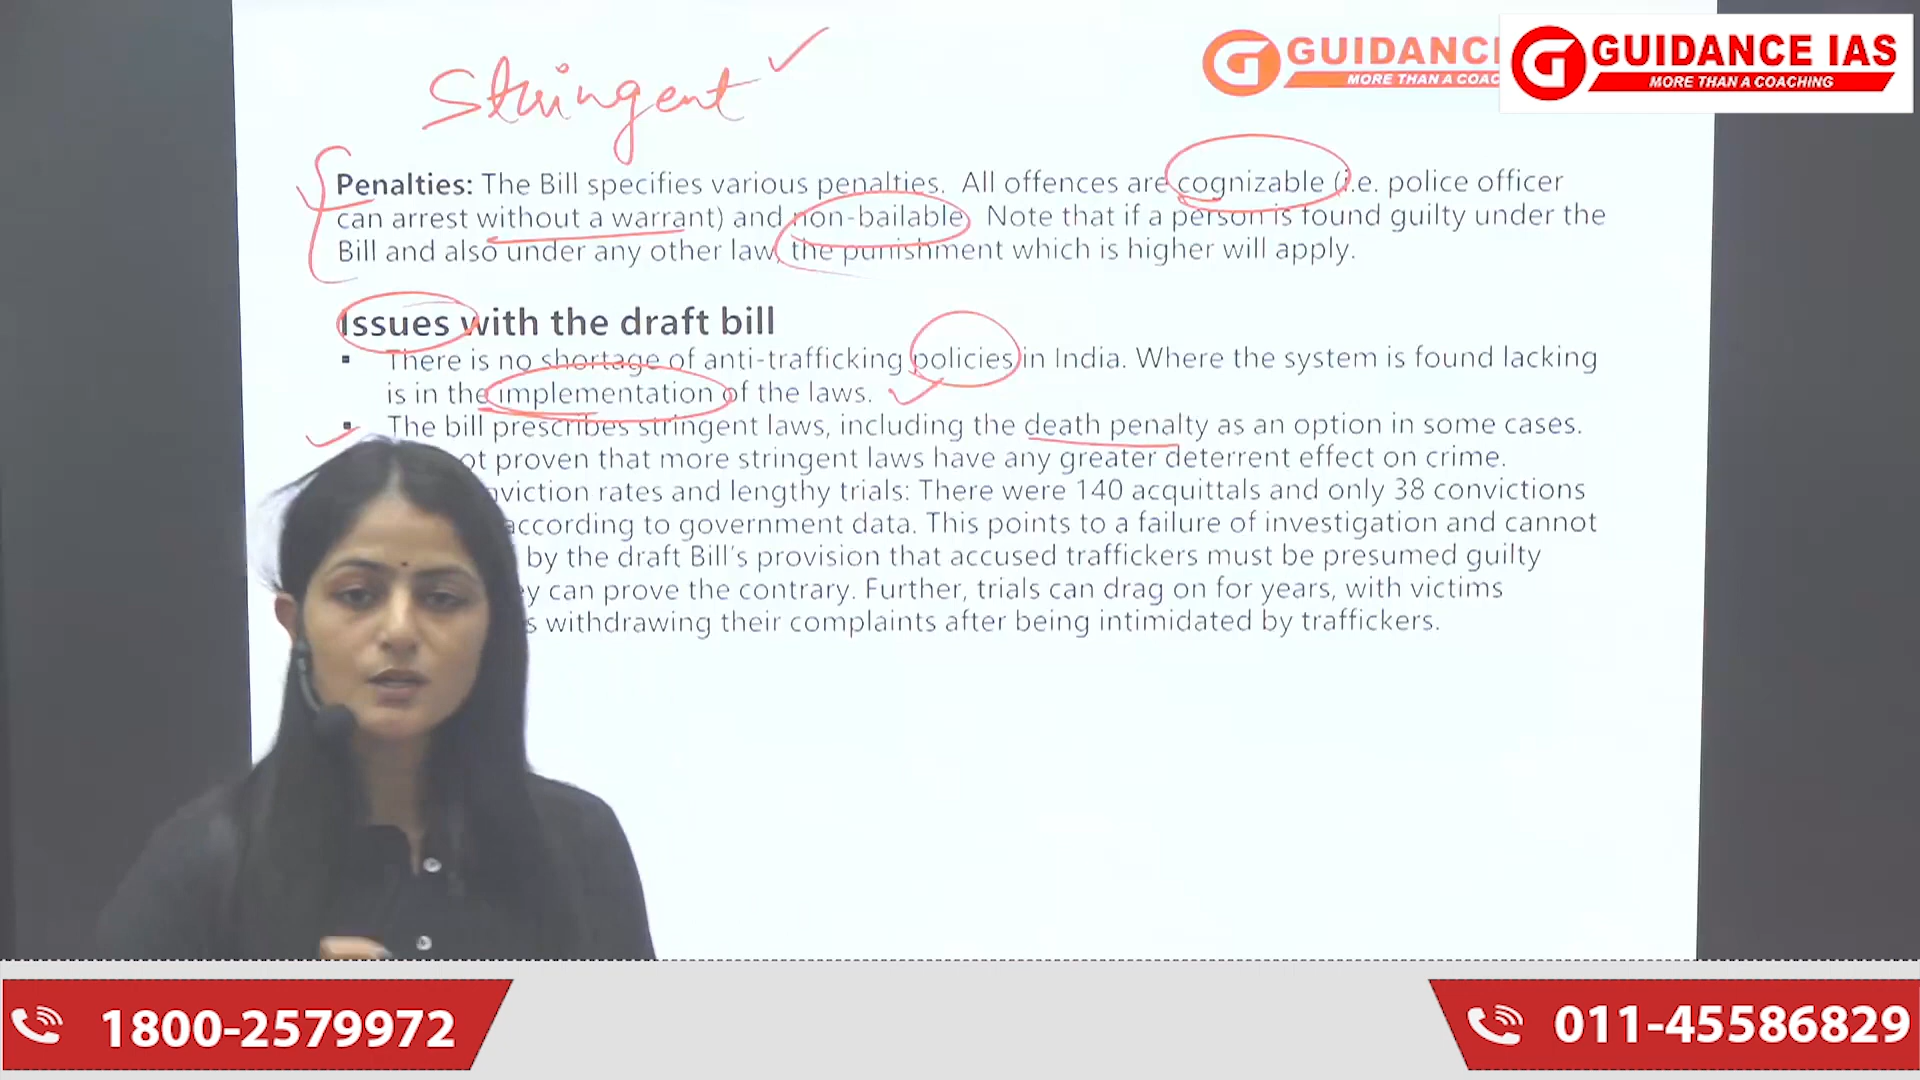 Stringent
GUIDANCE IAS
MORE THAN A COACHING
GUIDANC
MORE THAN A COAC
Penalties: The Bill specifies various penalties. All offences are cognizable (i.e. police officer
can arrest without a warrant) and non-bailable. Note that if a person is found guilty under the
Bill and also under any other law, the punishment which is higher will apply.
Issues with the draft bill
▪ There is no shortage of anti-trafficking policies in India. Where the system is found lacking
is in the implementation of the laws.
▪ The bill prescribes stringent laws, including the death penalty as an option in some cases.
ot proven that more stringent laws have any greater deterrent effect on crime.
nviction rates and lengthy trials: There were 140 acquittals and only 38 convictions
according to government data. This points to a failure of investigation and cannot
by the draft Bill's provision that accused traffickers must be presumed guilty
y can prove the contrary. Further, trials can drag on for years, with victims
s withdrawing their complaints after being intimidated by traffickers.
1800-2579972
011-45586829